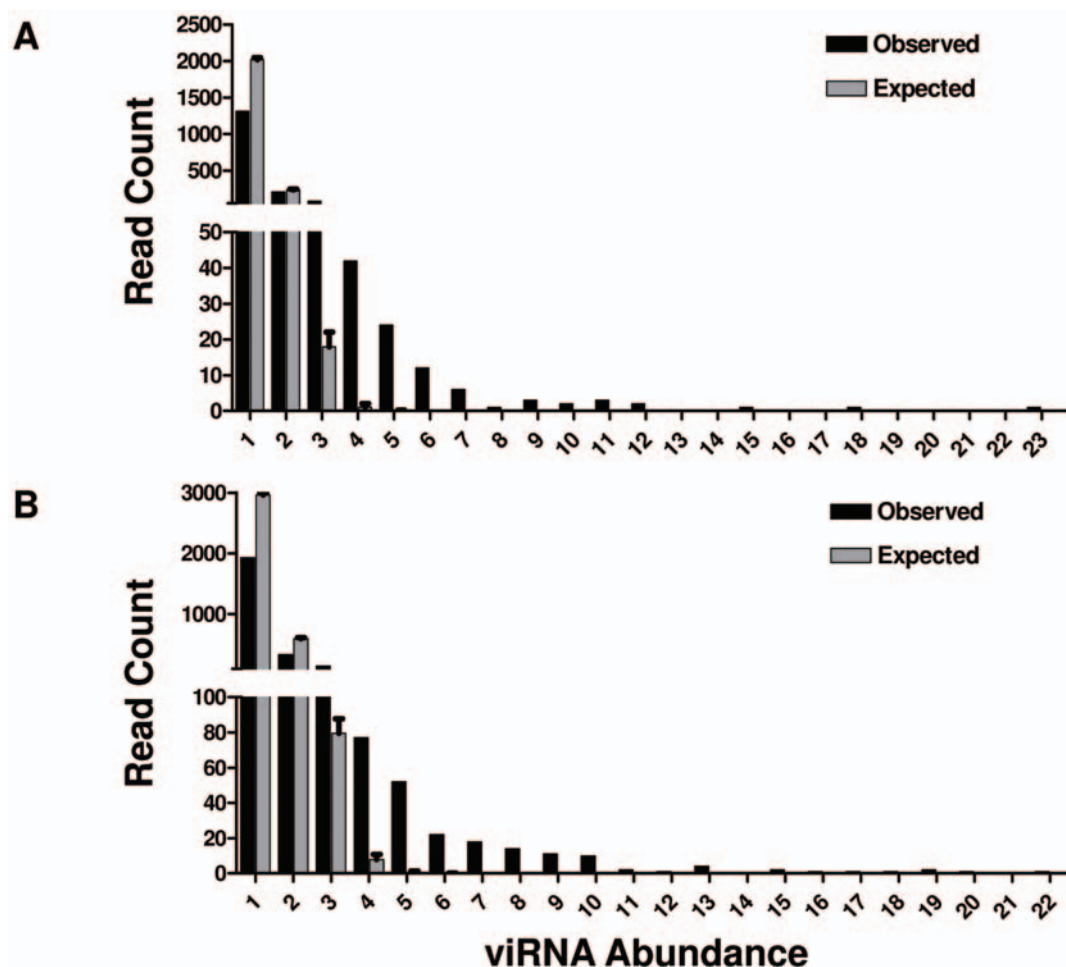 A
Read Count
2500
2000
1500
1000
500
50
40
30
20
10
0
Observed
Expected
1 2 3 4 5 6 7 8 9 10 11 12 13 14 15 16 17 18 19 20 21 22 23
B
Read Count
3000
2000
1000
100
80
60
40
20
0
Observed
Expected
1 2 3 4 5 6 7 8 9 10 11 12 13 14 15 16 17 18 19 20 21 22
viRNA Abundance